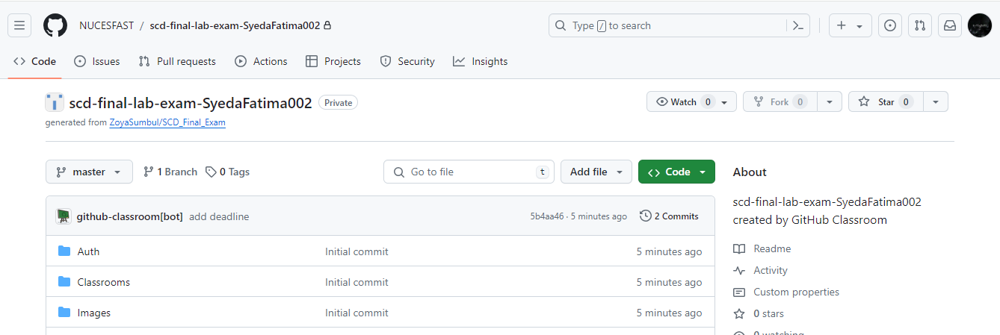 NUCESFAST / scd-final-lab-exam-SyedaFatima002 Type / to search
Code Issues Pull requests Actions Projects Security Insights
scd-final-lab-exam-SyedaFatima002 Private Watch 0 Fork 0 Star 0
generated from ZoyaSumbul/SCD_Final_Exam
master 1 Branch 0 Tags Go to file t Add file Code
About
github-classroom[bot] add deadline 5b4aa46 · 5 minutes ago 2 Commits
scd-final-lab-exam-SyedaFatima002
created by GitHub Classroom
Auth Initial commit 5 minutes ago
Classrooms Initial commit 5 minutes ago
Images Initial commit 5 minutes ago
Readme
Activity
Custom properties
0 stars
0 watching